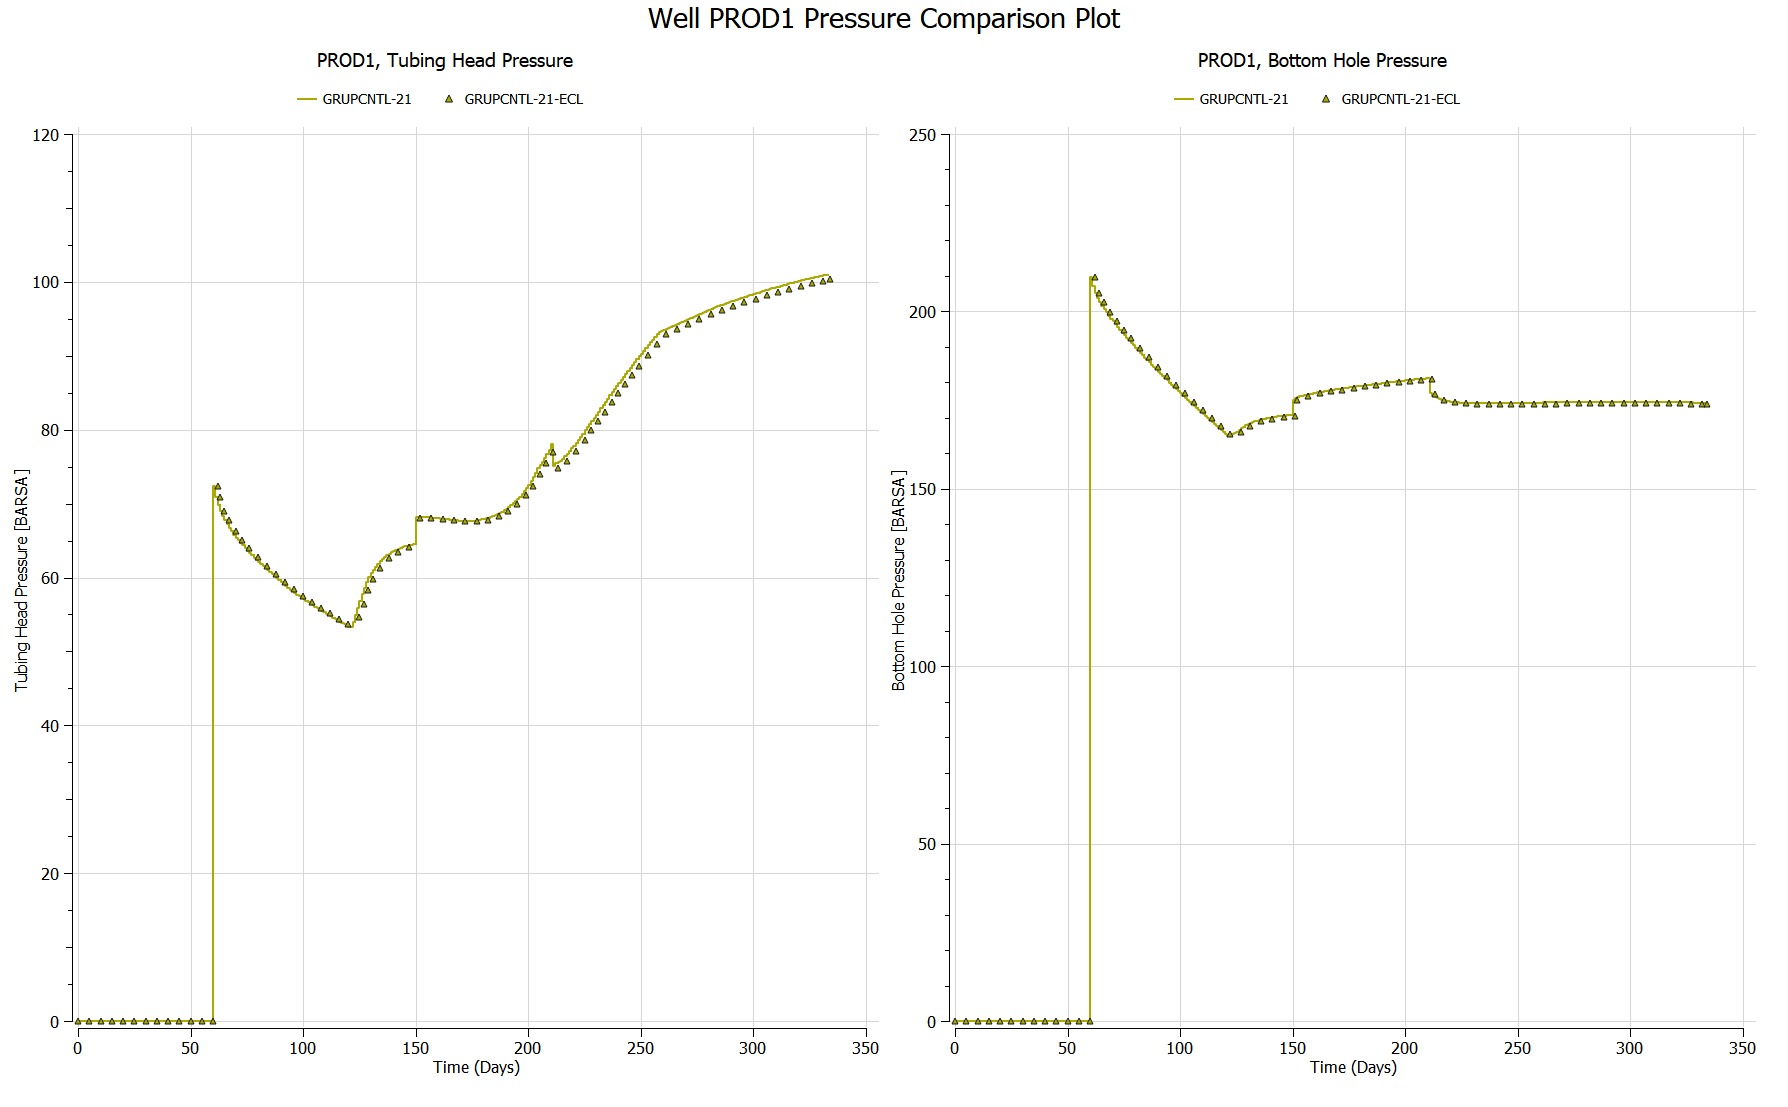 Well PROD1 Pressure Comparison Plot
PROD1, Tubing Head Pressure
GRUPCNTL-21 GRUPCNTL-21-ECL
120
100
80
60
40
20
0
Tubing Head Pressure [BARSA]
0 50 100 150 200 250 300 350
Time (Days)
PROD1, Bottom Hole Pressure
GRUPCNTL-21 GRUPCNTL-21-ECL
250
200
150
100
50
0
Bottom Hole Pressure [BARSA]
0 50 100 150 200 250 300 350
Time (Days)